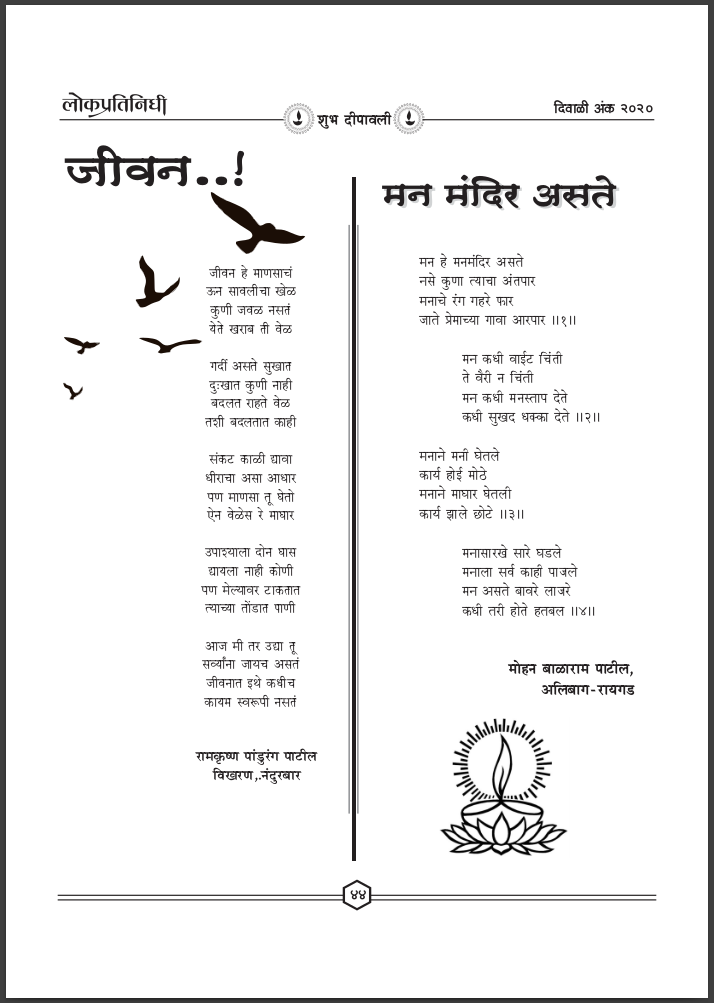 लोकप्रतिनिधी
शुभ दीपावली
दिवाळी अंक २०२०
जीवन..!
जीवन हे माणसाचं
ऊन सावलीचा खेळ
कुणी जवळ नसतं
येते खराब ती वेळ
गर्दी असते सुखात
दुःखात कुणी नाही
बदलत राहते वेळ
तशी बदलतात काही
संकट काळी द्यावा
धीराचा असा आधार
पण माणसा तू घेतो
ऐन वेळेस रे माघार
उपाश्याला दोन घास
द्यायला नाही कोणी
पण मेल्यावर टाकतात
त्याच्या तोंडात पाणी
आज मी तर उद्या तू
सर्व्यांना जायच असतं
जीवनात इथे कधीच
कायम स्वरूपी नसतं
रामकृष्ण पांडुरंग पाटील
विखरण,.नंदुरबार
मन मंदिर असते
मन हे मनमंदिर असते
नसे कुणा त्याचा अंतपार
मनाचे रंग गहरे फार
जाते प्रेमाच्या गावा आरपार ॥१॥
मन कधी वाईट चिंती
ते वैरी न चिंती
मन कधी मनस्ताप देते
कधी सुखद धक्का देते ॥२॥
मनाने मनी घेतले
कार्य होई मोठे
मनाने माघार घेतली
कार्य झाले छोटे ॥३॥
मनासारखे सारे घडले
मनाला सर्व काही पाजले
मन असते बावरे लाजरे
कधी तरी होते हतबल ॥४॥
मोहन बाळाराम पाटील,
अलिबाग-रायगड
४४